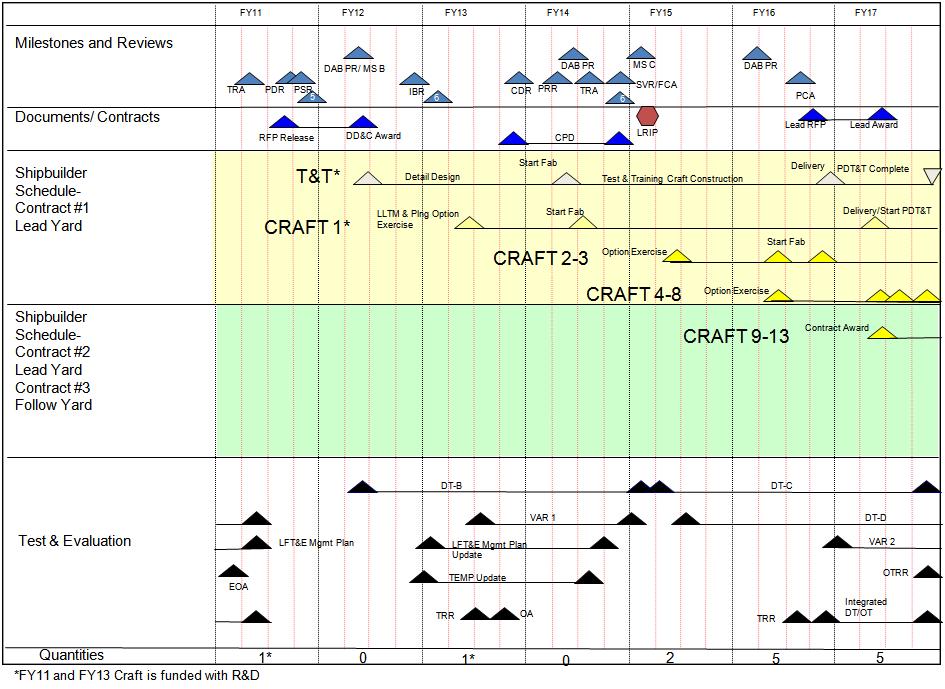 FY11 FY12 FY13 FY14 FY15 FY16 FY17
Milestones and Reviews
DAB PR/ MS B
DAB PR
MS C
DAB PR
TRA
PDR
PSR
5
IBR
6
CDR
PRR
TRA
SVR/FCA
6
PCA
Documents/ Contracts
RFP Release
DD&C Award
CPD
LRIP
Lead RFP
Lead Award
Shipbuilder
Schedule-
Contract #1
Lead Yard
T&T*
Detail Design
Start Fab
Test & Training Craft Construction
Delivery
PDT&T Complete
CRAFT 1*
LLTM & Plng Option
Exercise
Start Fab
Delivery/Start PDT&T
CRAFT 2-3
Option Exercise
Start Fab
CRAFT 4-8
Option Exercise
Shipbuilder
Schedule-
Contract #2
Lead Yard
Contract #3
Follow Yard
CRAFT 9-13
Contract Award
Test & Evaluation
DT-B
DT-C
VAR 1
DT-D
LFT&E Mgmt Plan
LFT&E Mgmt Plan
Update
VAR 2
EOA
TEMP Update
OTRR
TRR
OA
TRR
Integrated
DT/OT
Quantities 1* 0 1* 0 2 5 5
*FY11 and FY13 Craft is funded with R&D